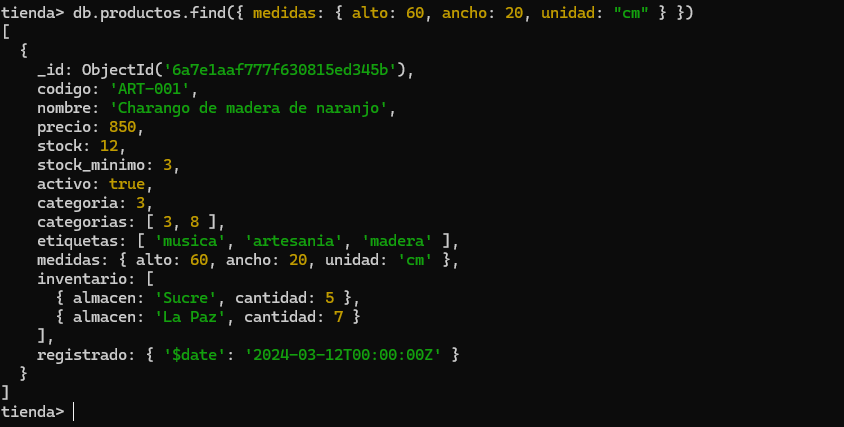 tienda> db.productos.find({ medidas: { alto: 60, ancho: 20, unidad: "cm" } })
[
  {
    _id: ObjectId('6a7e1aaf777f630815ed345b'),
    codigo: 'ART-001',
    nombre: 'Charango de madera de naranjo',
    precio: 850,
    stock: 12,
    stock_minimo: 3,
    activo: true,
    categoria: 3,
    categorias: [ 3, 8 ],
    etiquetas: [ 'musica', 'artesania', 'madera' ],
    medidas: { alto: 60, ancho: 20, unidad: 'cm' },
    inventario: [
      { almacen: 'Sucre', cantidad: 5 },
      { almacen: 'La Paz', cantidad: 7 }
    ],
    registrado: { '$date': '2024-03-12T00:00:00Z' }
  }
]
tienda>